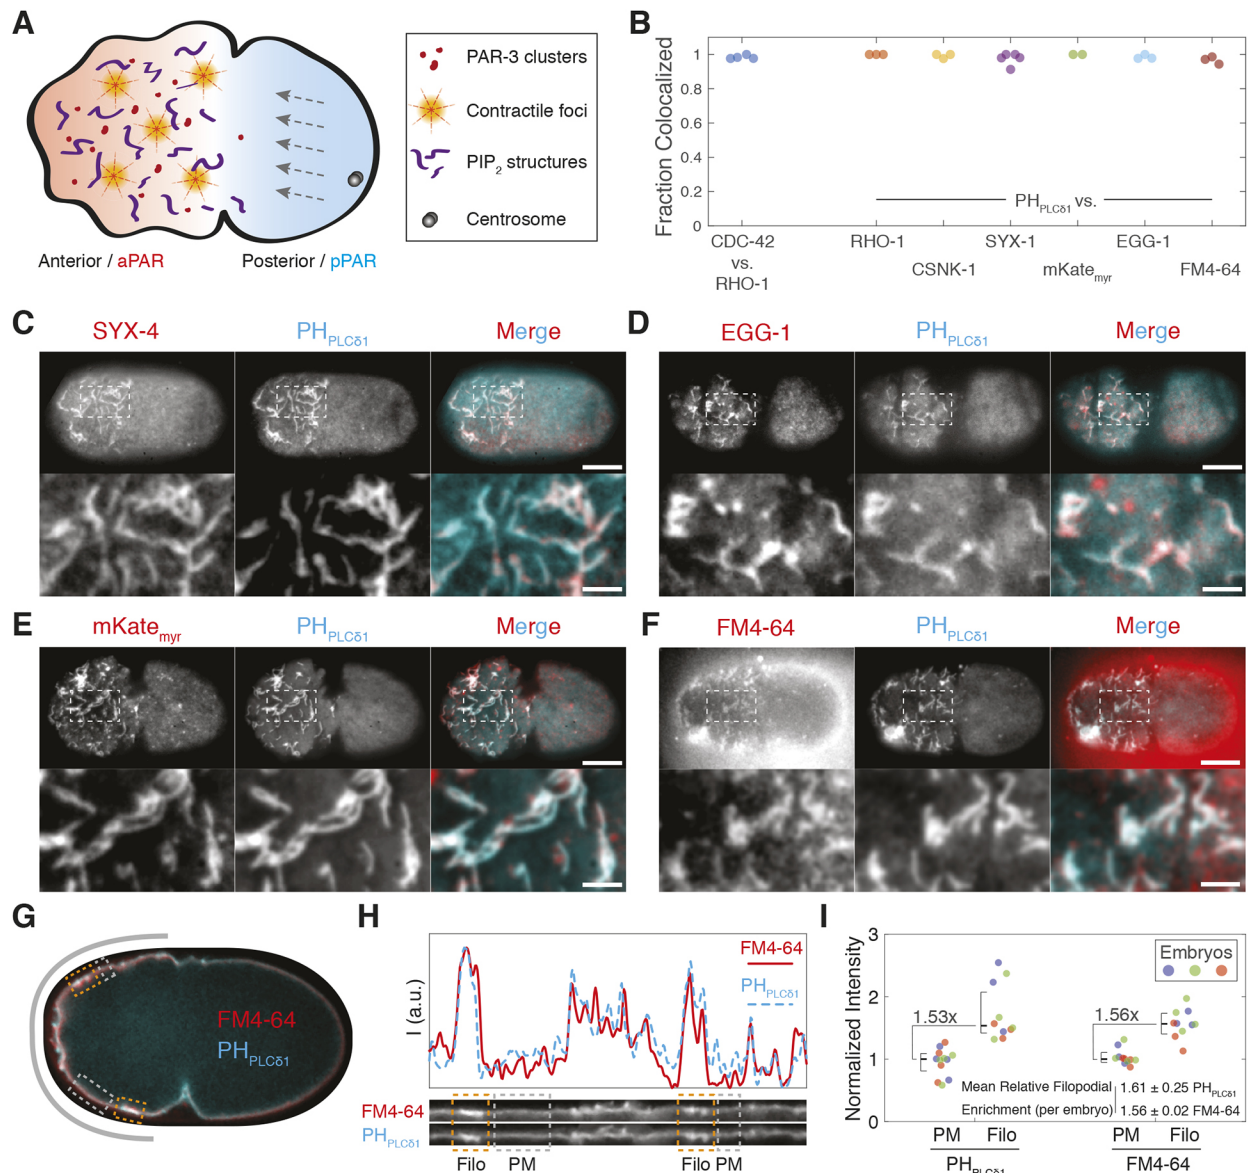 A
PAR-3 clusters
Contractile foci
PIP2 structures
Centrosome
Anterior / aPAR
Posterior / pPAR
B
Fraction Colocalized
1
0.8
0.6
0.4
0.2
0
PHPLCδ1 vs.
CDC-42
vs.
RHO-1
RHO-1
CSNK-1
SYX-1
mKatemyr
EGG-1
FM4-64
C
SYX-4
PHPLCδ1
Merge
D
EGG-1
PHPLCδ1
Merge
E
mKatemyr
PHPLCδ1
Merge
F
FM4-64
PHPLCδ1
Merge
G
FM4-64
PHPLCδ1
H
I (a.u.)
FM4-64
PHPLCδ1
FM4-64
PHPLCδ1
Filo
PM
Filo
PM
I
Normalized Intensity
3
2
1
0
Embryos
1.53x
1.56x
Mean Relative Filopodial
Enrichment (per embryo)
1.61 ± 0.25 PHPLCδ1
1.56 ± 0.02 FM4-64
PM
Filo
PM
Filo
PHPLCδ1
FM4-64